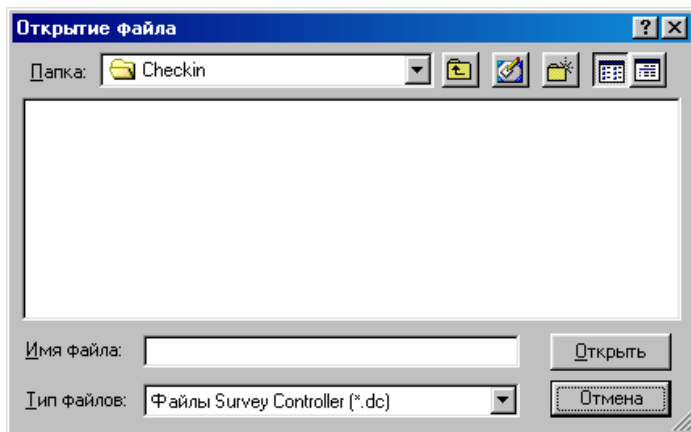 Открытие файла
Папка: Checkin
Имя файла: Открыть
Тип файлов: Файлы Survey Controller (*.dc) Отмена